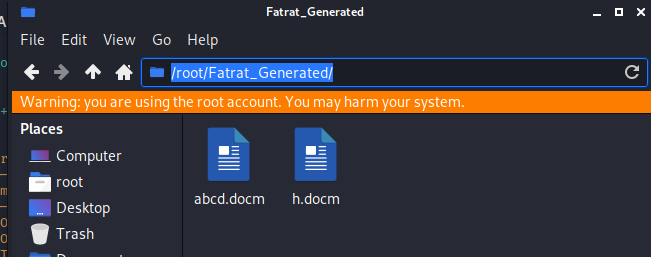 Fatrat_Generated
File Edit View Go Help
/root/Fatrat_Generated/
Warning: you are using the root account. You may harm your system.
Places
Computer
root
Desktop
Trash
abcd.docm h.docm